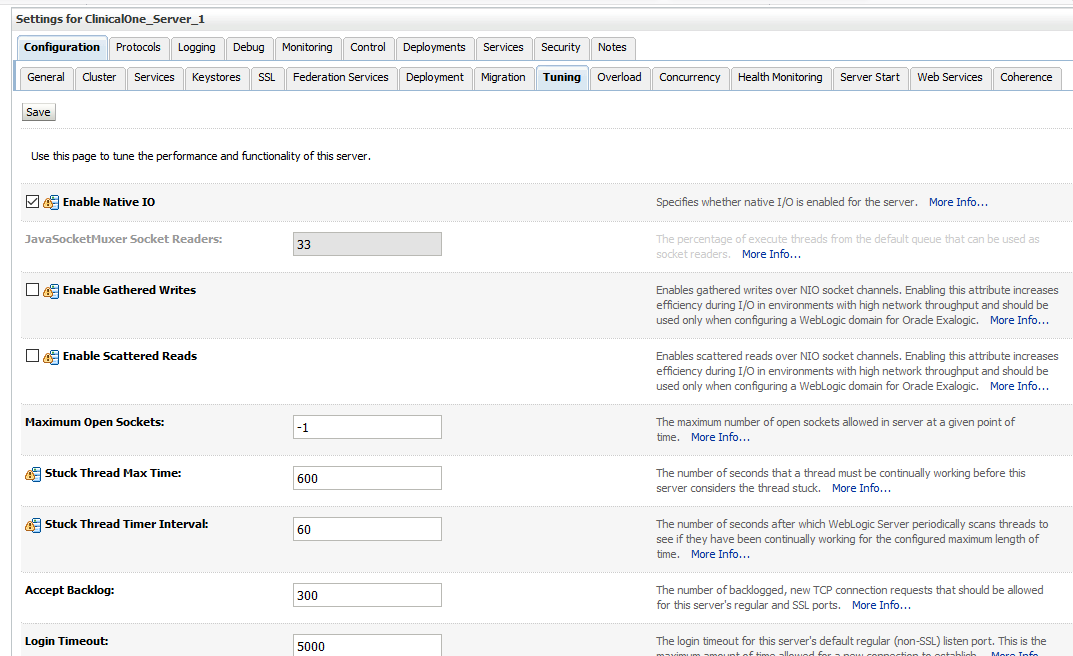 Settings for ClinicalOne_Server_1
Configuration Protocols Logging Debug Monitoring Control Deployments Services Security Notes
General Cluster Services Keystores SSL Federation Services Deployment Migration Tuning Overload Concurrency Health Monitoring Server Start Web Services Coherence
Save
Use this page to tune the performance and functionality of this server.
Enable Native IO
Specifies whether native I/O is enabled for the server. More Info...
JavaSocketMuxer Socket Readers:
33
The percentage of execute threads from the default queue that can be used as
socket readers. More Info...
Enable Gathered Writes
Enables gathered writes over NIO socket channels. Enabling this attribute increases
efficiency during I/O in environments with high network throughput and should be
used only when configuring a WebLogic domain for Oracle Exalogic. More Info...
Enable Scattered Reads
Enables scattered reads over NIO socket channels. Enabling this attribute increases
efficiency during I/O in environments with high network throughput and should be
used only when configuring a WebLogic domain for Oracle Exalogic. More Info...
Maximum Open Sockets:
-1
The maximum number of open sockets allowed in server at a given point of
time. More Info...
Stuck Thread Max Time:
600
The number of seconds that a thread must be continually working before this
server considers the thread stuck. More Info...
Stuck Thread Timer Interval:
60
The number of seconds after which WebLogic Server periodically scans threads to
see if they have been continually working for the configured maximum length of
time. More Info...
Accept Backlog:
300
The number of backlogged, new TCP connection requests that should be allowed
for this server's regular and SSL ports. More Info...
Login Timeout:
5000
The login timeout for this server's default regular (non-SSL) listen port. This is the
maximum amount of time allowed for a new connection to establish. More Info...